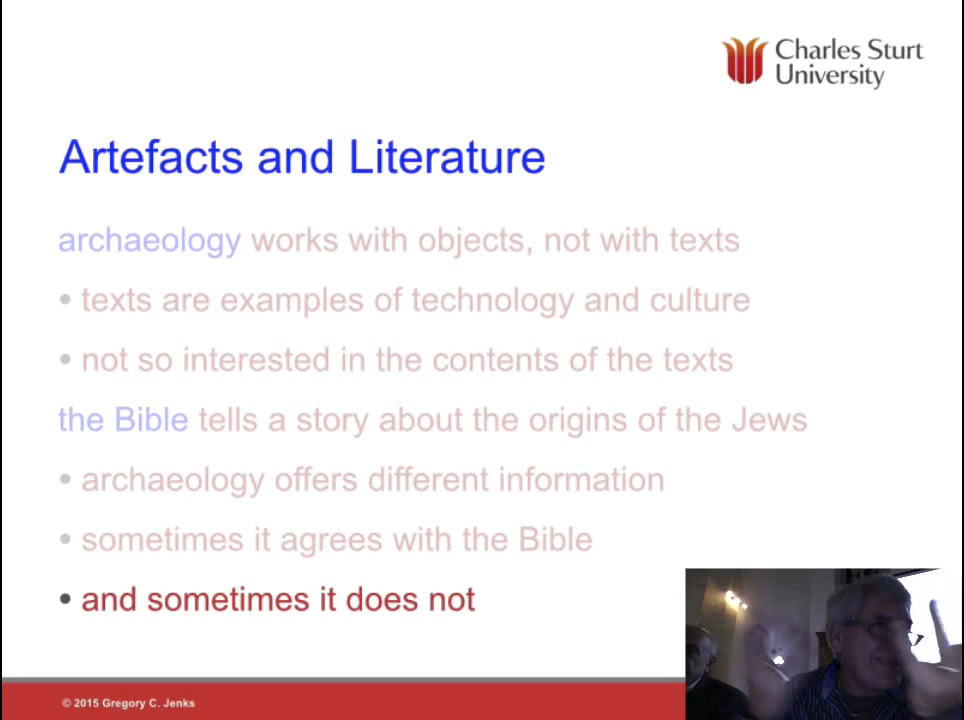 Charles Sturt
University
Artefacts and Literature
archaeology works with objects, not with texts
• texts are examples of technology and culture
• not so interested in the contents of the texts
the Bible tells a story about the origins of the Jews
• archaeology offers different information
• sometimes it agrees with the Bible
• and sometimes it does not
© 2015 Gregory C. Jenks